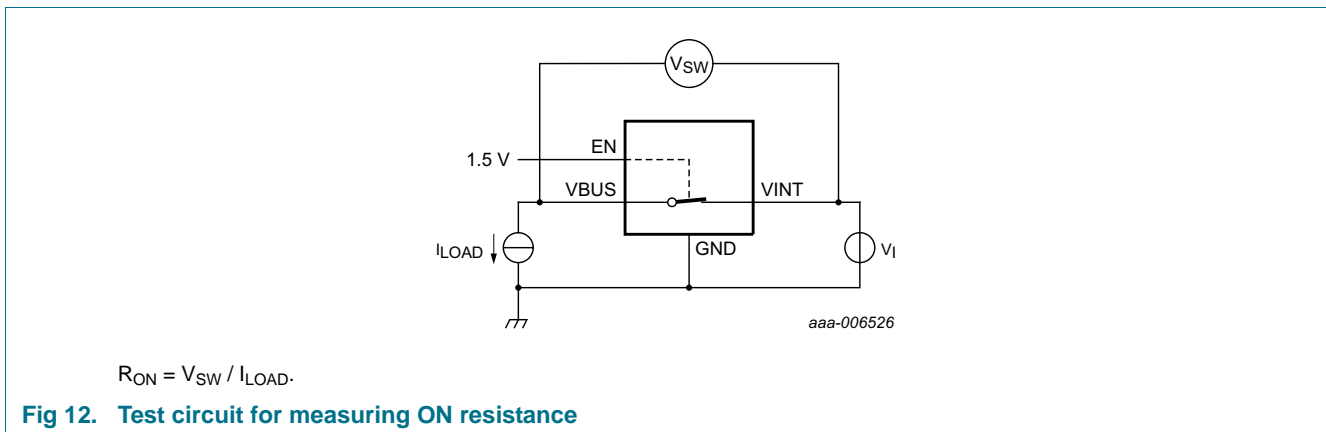 VSW
EN
1.5 V
VBUS
VINT
ILOAD
GND
VI
aaa-006526
RON = VSW / ILOAD.
Fig 12. Test circuit for measuring ON resistance